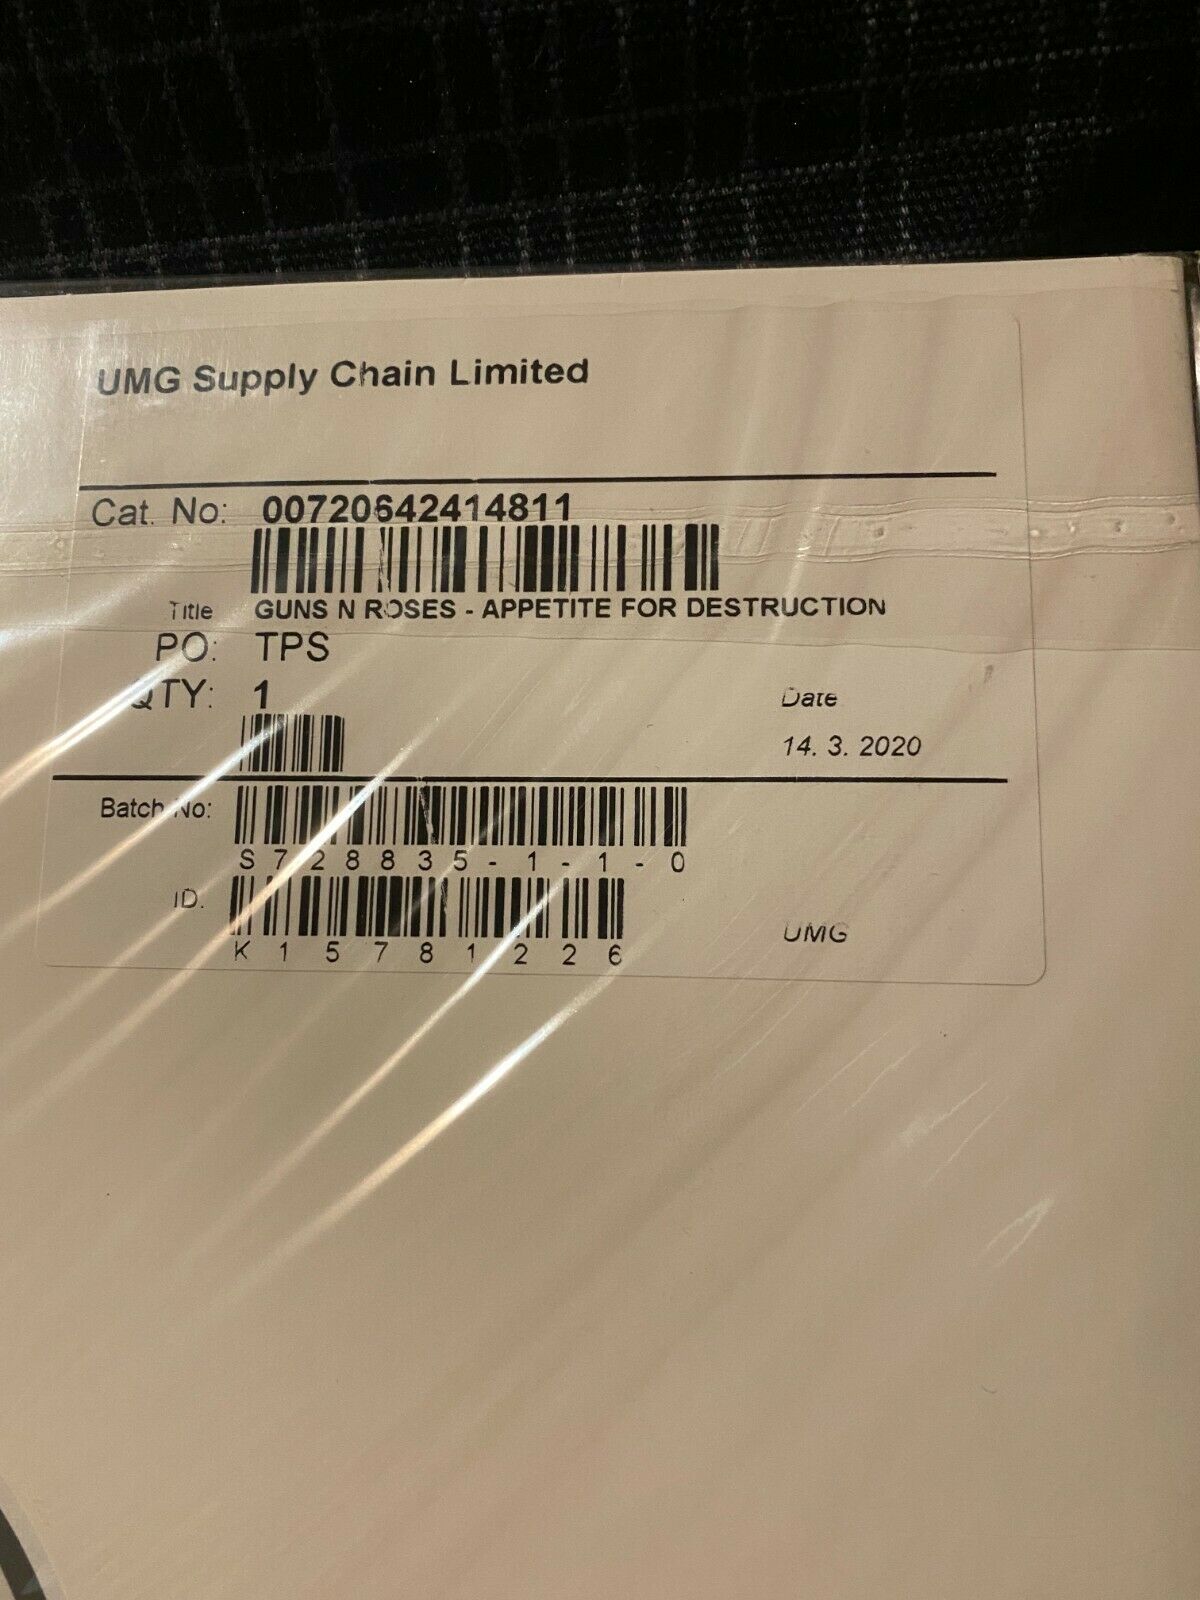 UMG Supply Chain Limited
Cat. No: 00720642414811
Title GUNS N ROSES - APPETITE FOR DESTRUCTION
PO: TPS
QTY: 1
Date
14. 3. 2020
Batch No:
S728835-1-1-0
ID.
K15781226
UMG